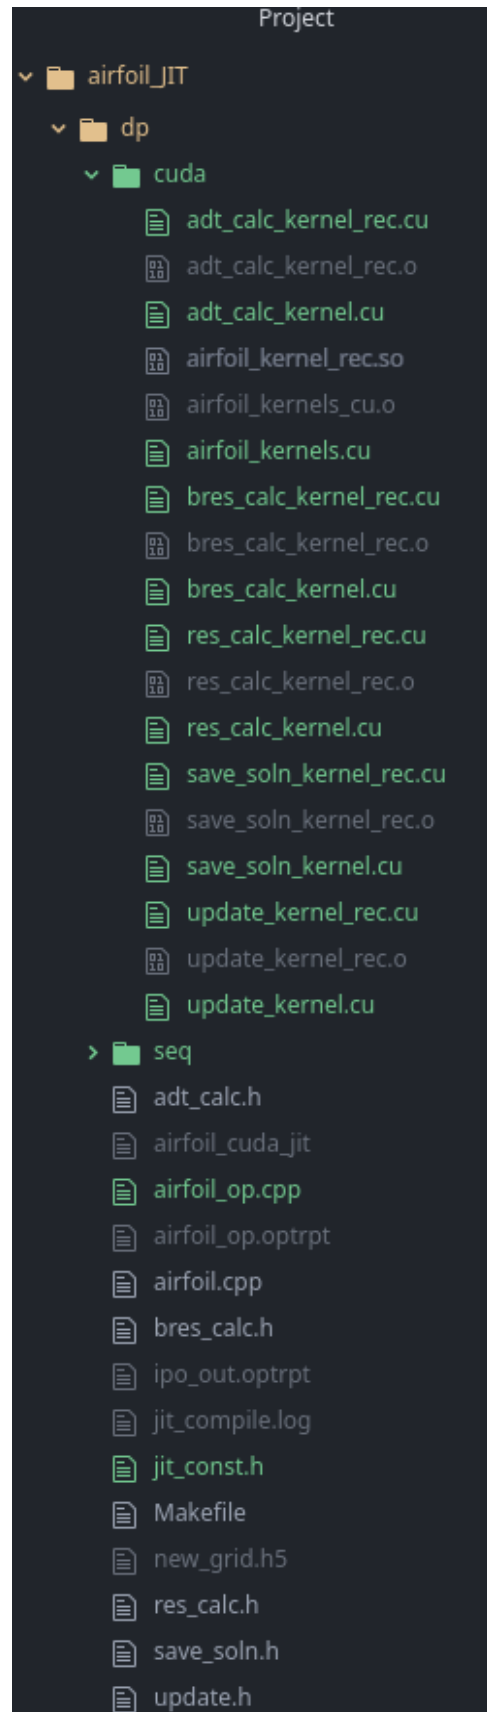 Project
airfoil_JIT
dp
cuda
adt_calc_kernel_rec.cu
adt_calc_kernel_rec.o
adt_calc_kernel.cu
airfoil_kernel_rec.so
airfoil_kernels_cu.o
airfoil_kernels.cu
bres_calc_kernel_rec.cu
bres_calc_kernel_rec.o
bres_calc_kernel.cu
res_calc_kernel_rec.cu
res_calc_kernel_rec.o
res_calc_kernel.cu
save_soln_kernel_rec.cu
save_soln_kernel_rec.o
save_soln_kernel.cu
update_kernel_rec.cu
update_kernel_rec.o
update_kernel.cu
seq
adt_calc.h
airfoil_cuda_jit
airfoil_op.cpp
airfoil_op.optrpt
airfoil.cpp
bres_calc.h
ipo_out.optrpt
jit_compile.log
jit_const.h
Makefile
new_grid.h5
res_calc.h
save_soln.h
update.h